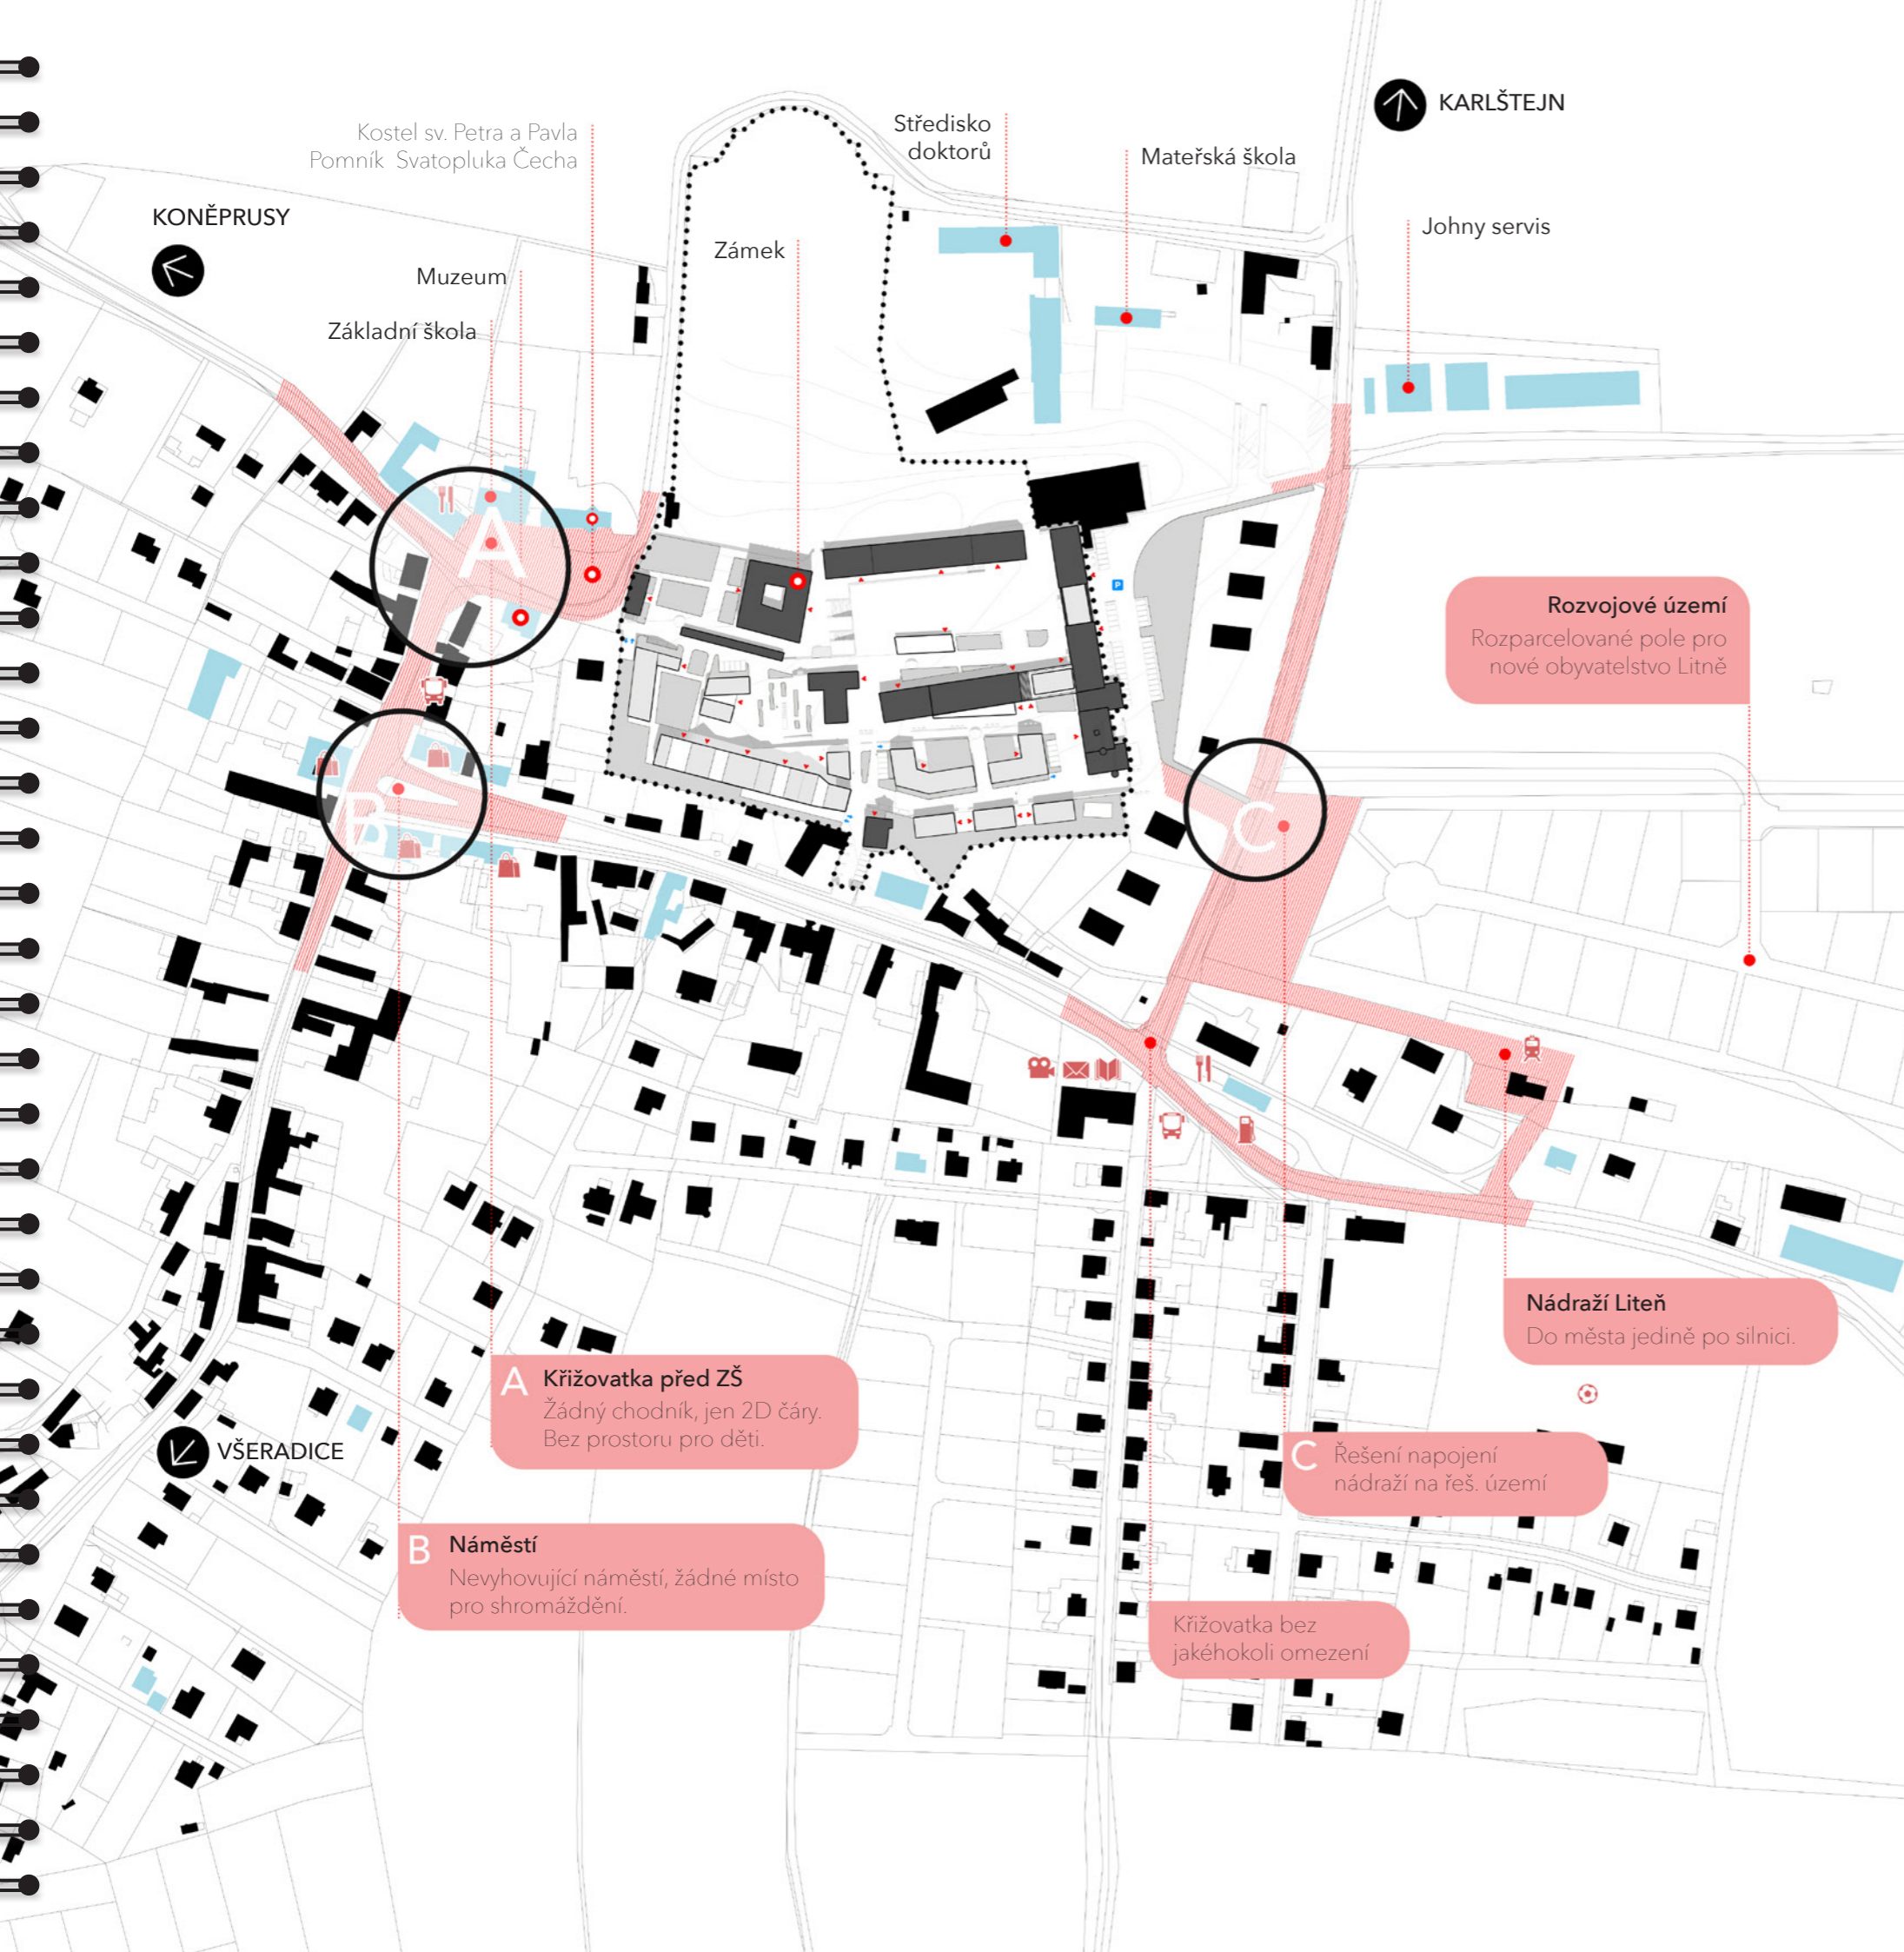 KARLŠTEJN
Kostel sv. Petra a Pavla
Pomník Svatopluka Čecha
Středisko
doktorů
Mateřská škola
KONĚPRUSY
Johny servis
Zámek
Muzeum
Základní škola
A
P
Rozvojové území
Rozparcelované pole pro
nové obyvatelstvo Litně
B
C
Nádraží Liteň
Do města jedině po silnici.
A Křižovatka před ZŠ
Žádný chodník, jen 2D čáry.
Bez prostoru pro děti.
VŠERADICE
C Řešení napojení
nádraží na řeš. území
B Náměstí
Nevyhovující náměstí, žádné místo
pro shromáždění.
Křižovatka bez
jakéhokoli omezení